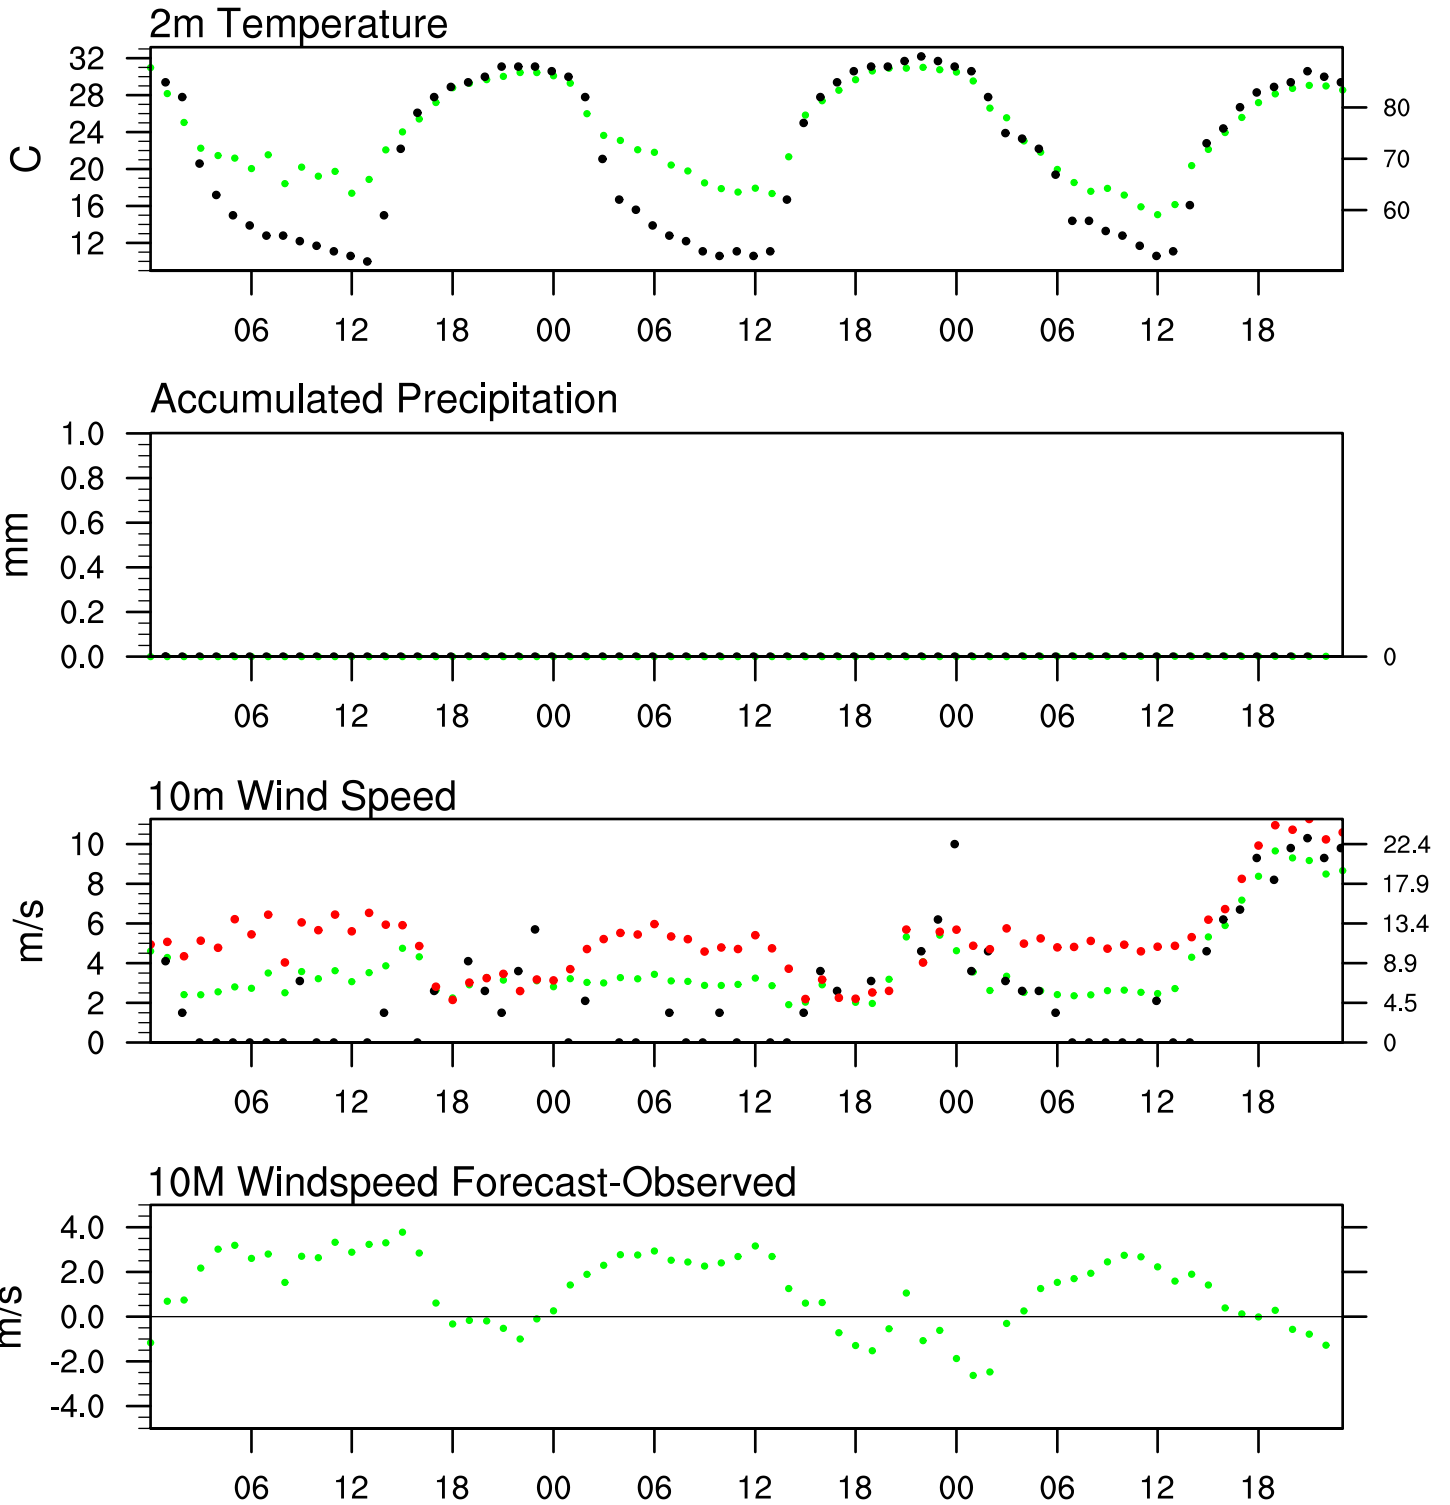 2m Temperature
32
28
24
20
16
12
C
80
70
60
06 12 18 00 06 12 18 00 06 12 18
Accumulated Precipitation
1.0
0.8
0.6
0.4
0.2
0.0
mm
0
06 12 18 00 06 12 18 00 06 12 18
10m Wind Speed
10
8
6
4
2
0
m/s
22.4
17.9
13.4
8.9
4.5
0
06 12 18 00 06 12 18 00 06 12 18
10M Windspeed Forecast-Observed
4.0
2.0
0.0
-2.0
-4.0
m/s
06 12 18 00 06 12 18 00 06 12 18